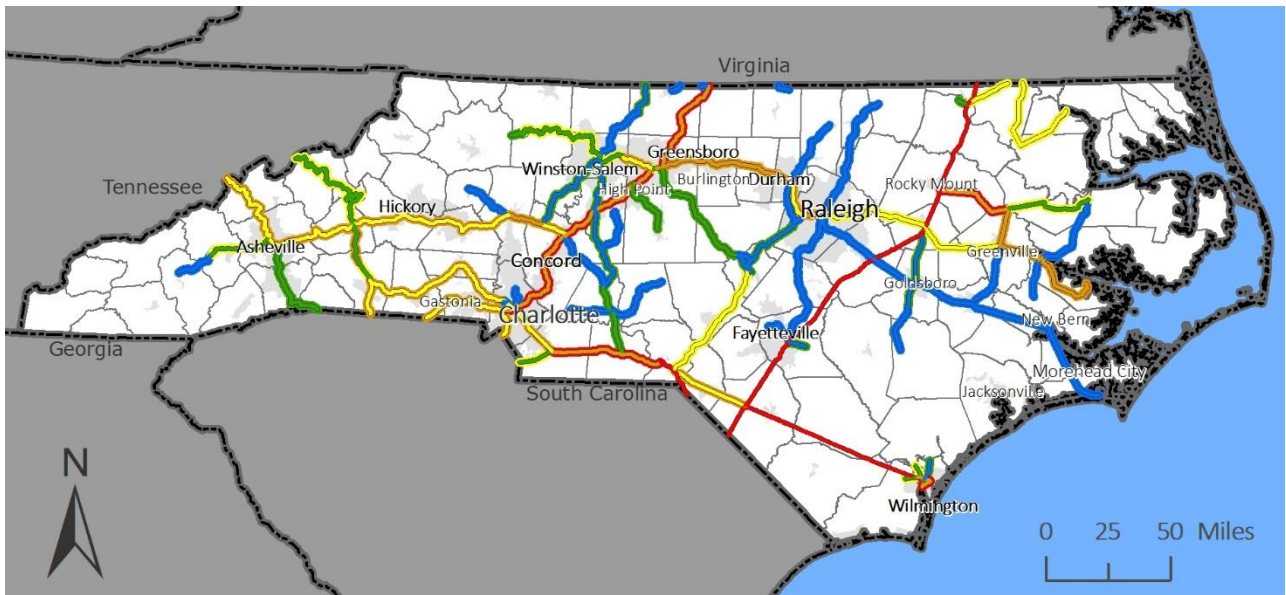 Virginia
Greensboro
Winston-Salem
Burlington
Durham
High Point
Rocky Mount
Tennessee
Hickory
Raleigh
Asheville
Concord
Greenville
Goldsboro
Gastonia
Charlotte
New Bern
Fayetteville
Georgia
Morehead City
South Carolina
Jacksonville
N
Wilmington
0 25 50 Miles